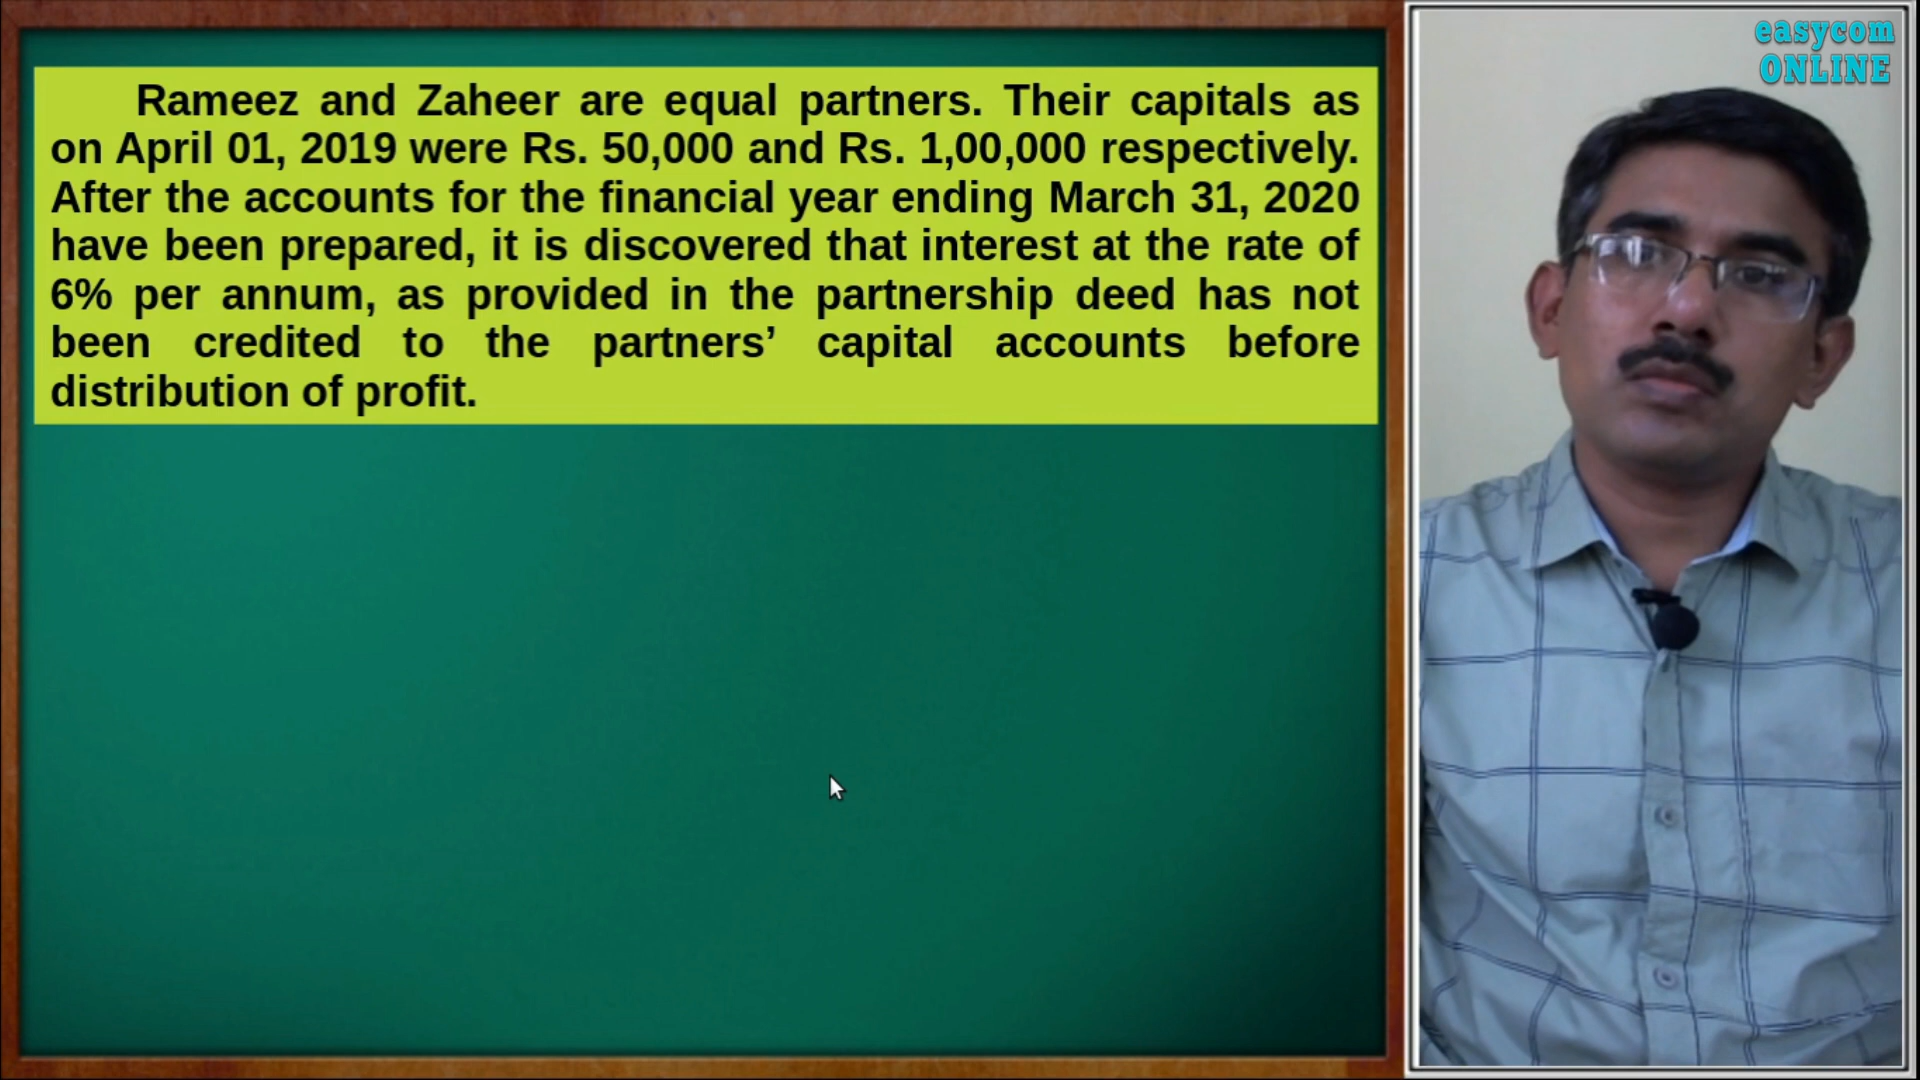 Rameez and Zaheer are equal partners. Their capitals as
on April 01, 2019 were Rs. 50,000 and Rs. 1,00,000 respectively.
After the accounts for the financial year ending March 31, 2020
have been prepared, it is discovered that interest at the rate of
6% per annum, as provided in the partnership deed has not
been credited to the partners’ capital accounts before
distribution of profit.
easycom
ONLINE